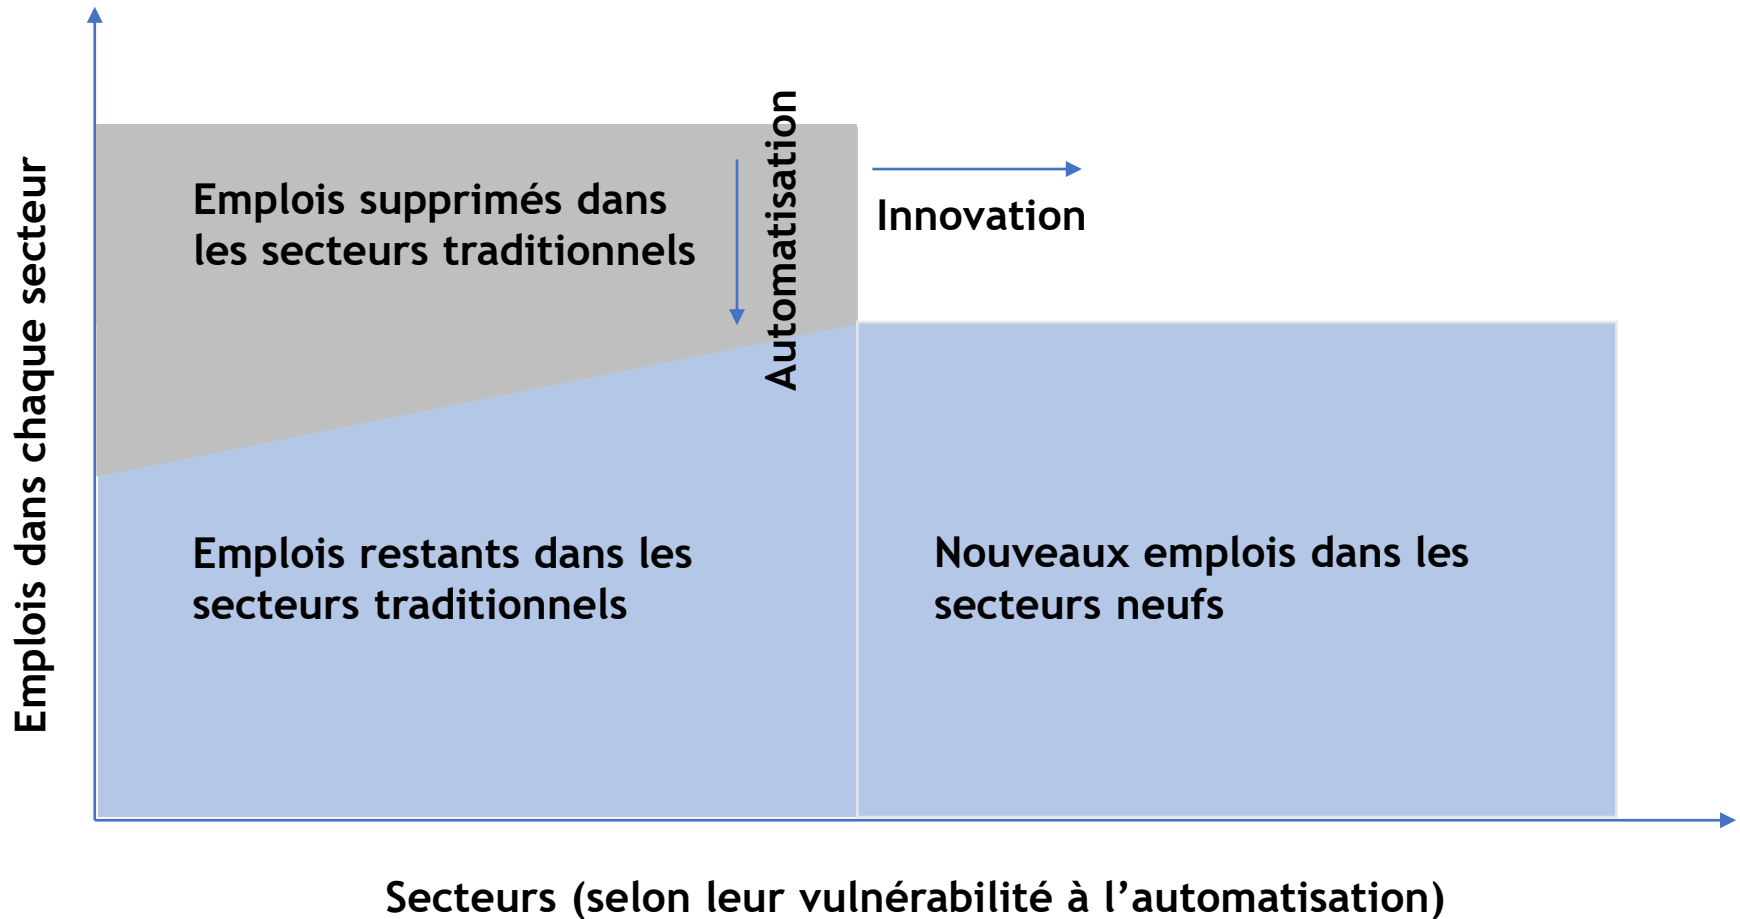 Emplois dans chaque secteur
Emplois supprimés dans
les secteurs traditionnels
Automatisation
Innovation
Emplois restants dans les
secteurs traditionnels
Nouveaux emplois dans les
secteurs neufs
Secteurs (selon leur vulnérabilité à l’automatisation)